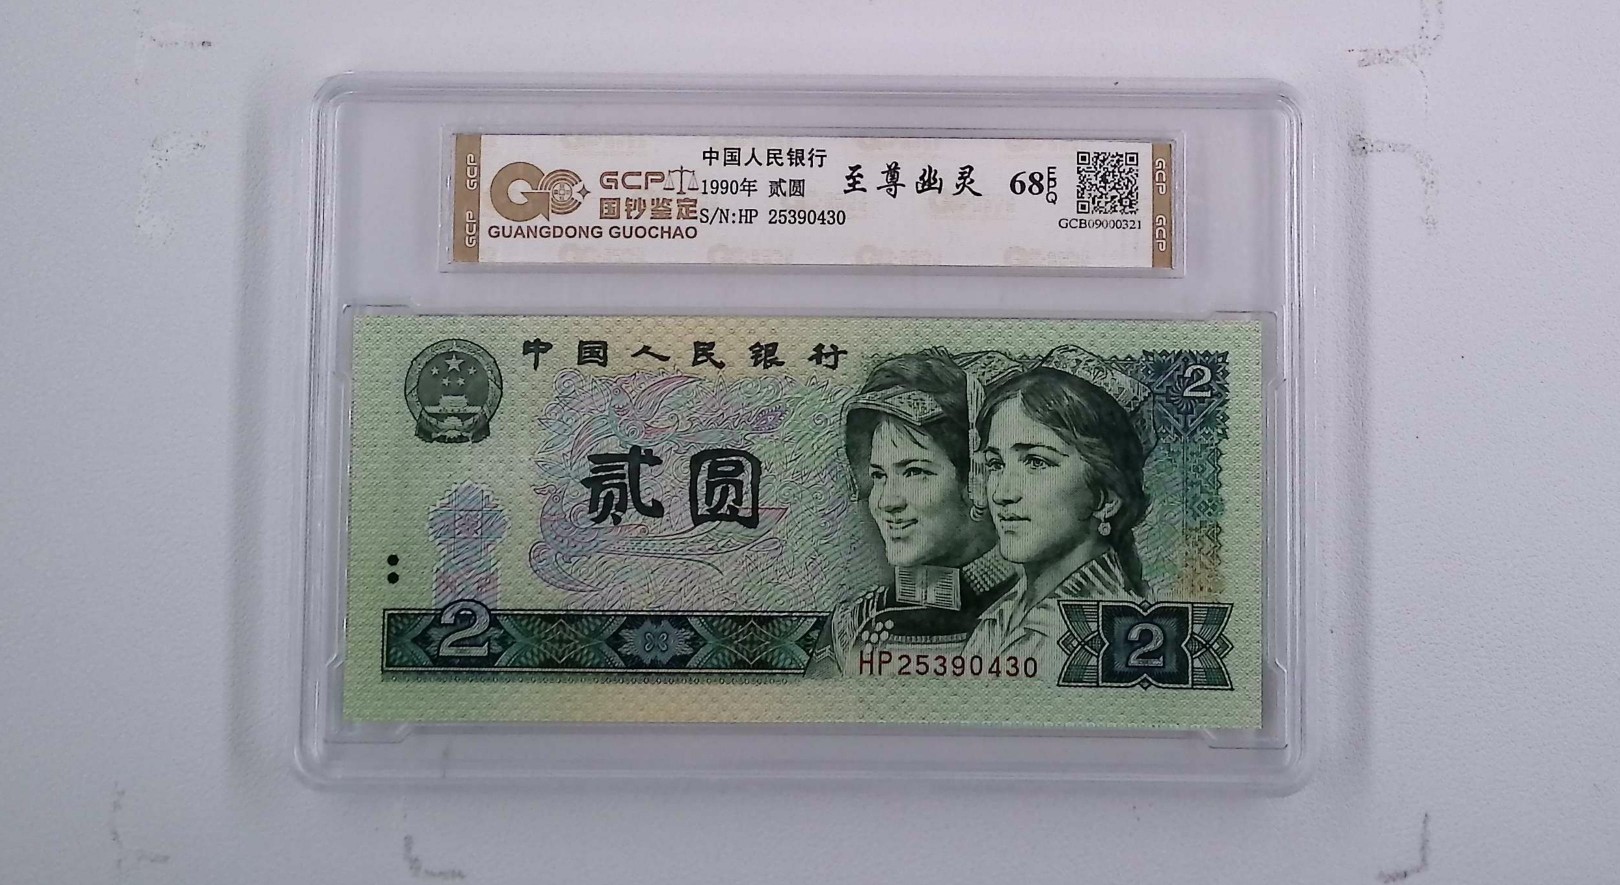 GCP
中国人民银行
GCP
国钞鉴定
GUANGDONG GUOCHAO
1990年 贰圆
S/N:HP 25390430
至尊幽灵
68 EPQ
GCB09000321
GCP
GCP
GCP
中国人民银行
2
贰圆
2
HP25390430
2